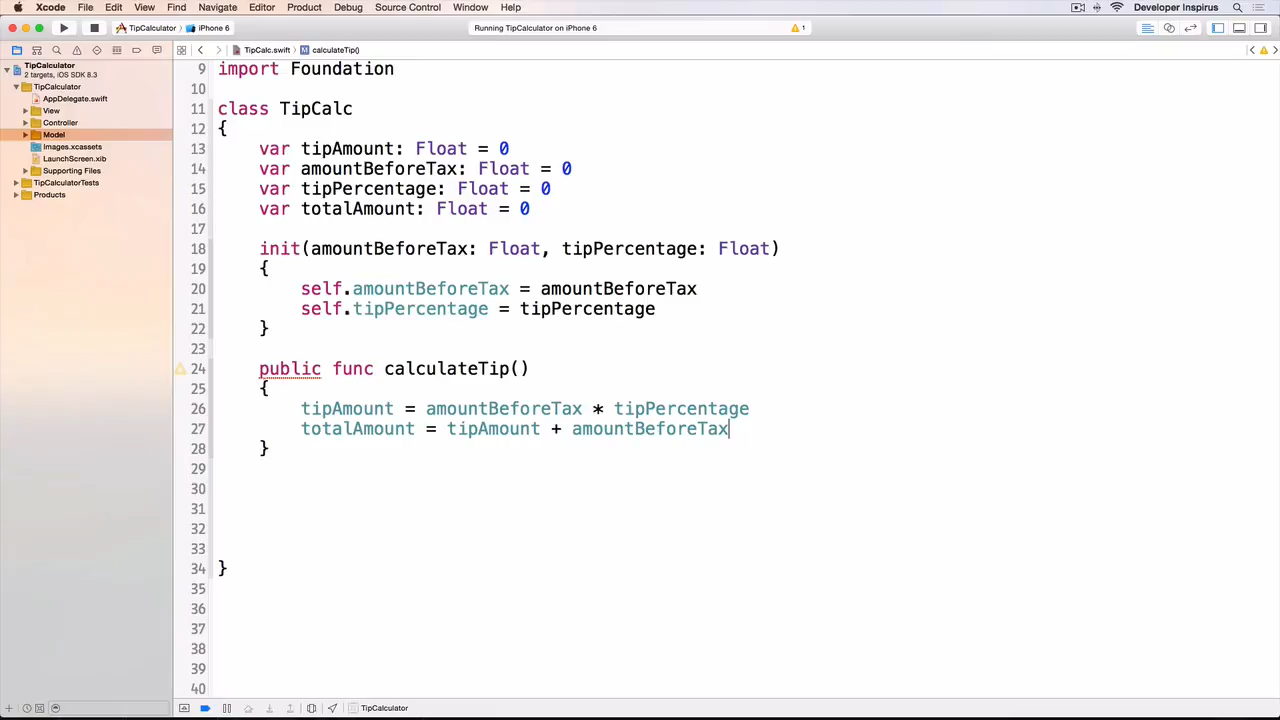 Xcode File Edit View Find Navigate Editor Product Debug Source Control Window Help Developer Inspirus
TipCalculator iPhone 6 Running TipCalculator on iPhone 6 1
TipCalc.swift calculateTip()
TipCalculator
2 targets, iOS SDK 8.3
TipCalculator
AppDelegate.swift
View
Controller
Model
Images.xcassets
LaunchScreen.xib
Supporting Files
TipCalculatorTests
Products
9 import Foundation
10
11 class TipCalc
12 {
13 var tipAmount: Float = 0
14 var amountBeforeTax: Float = 0
15 var tipPercentage: Float = 0
16 var totalAmount: Float = 0
17
18 init(amountBeforeTax: Float, tipPercentage: Float)
19 {
20 self.amountBeforeTax = amountBeforeTax
21 self.tipPercentage = tipPercentage
22 }
23
24 public func calculateTip()
25 {
26 tipAmount = amountBeforeTax * tipPercentage
27 totalAmount = tipAmount + amountBeforeTax
28 }
29
30
31
32
33
34 }
35
36
37
38
39
40
TipCalculator